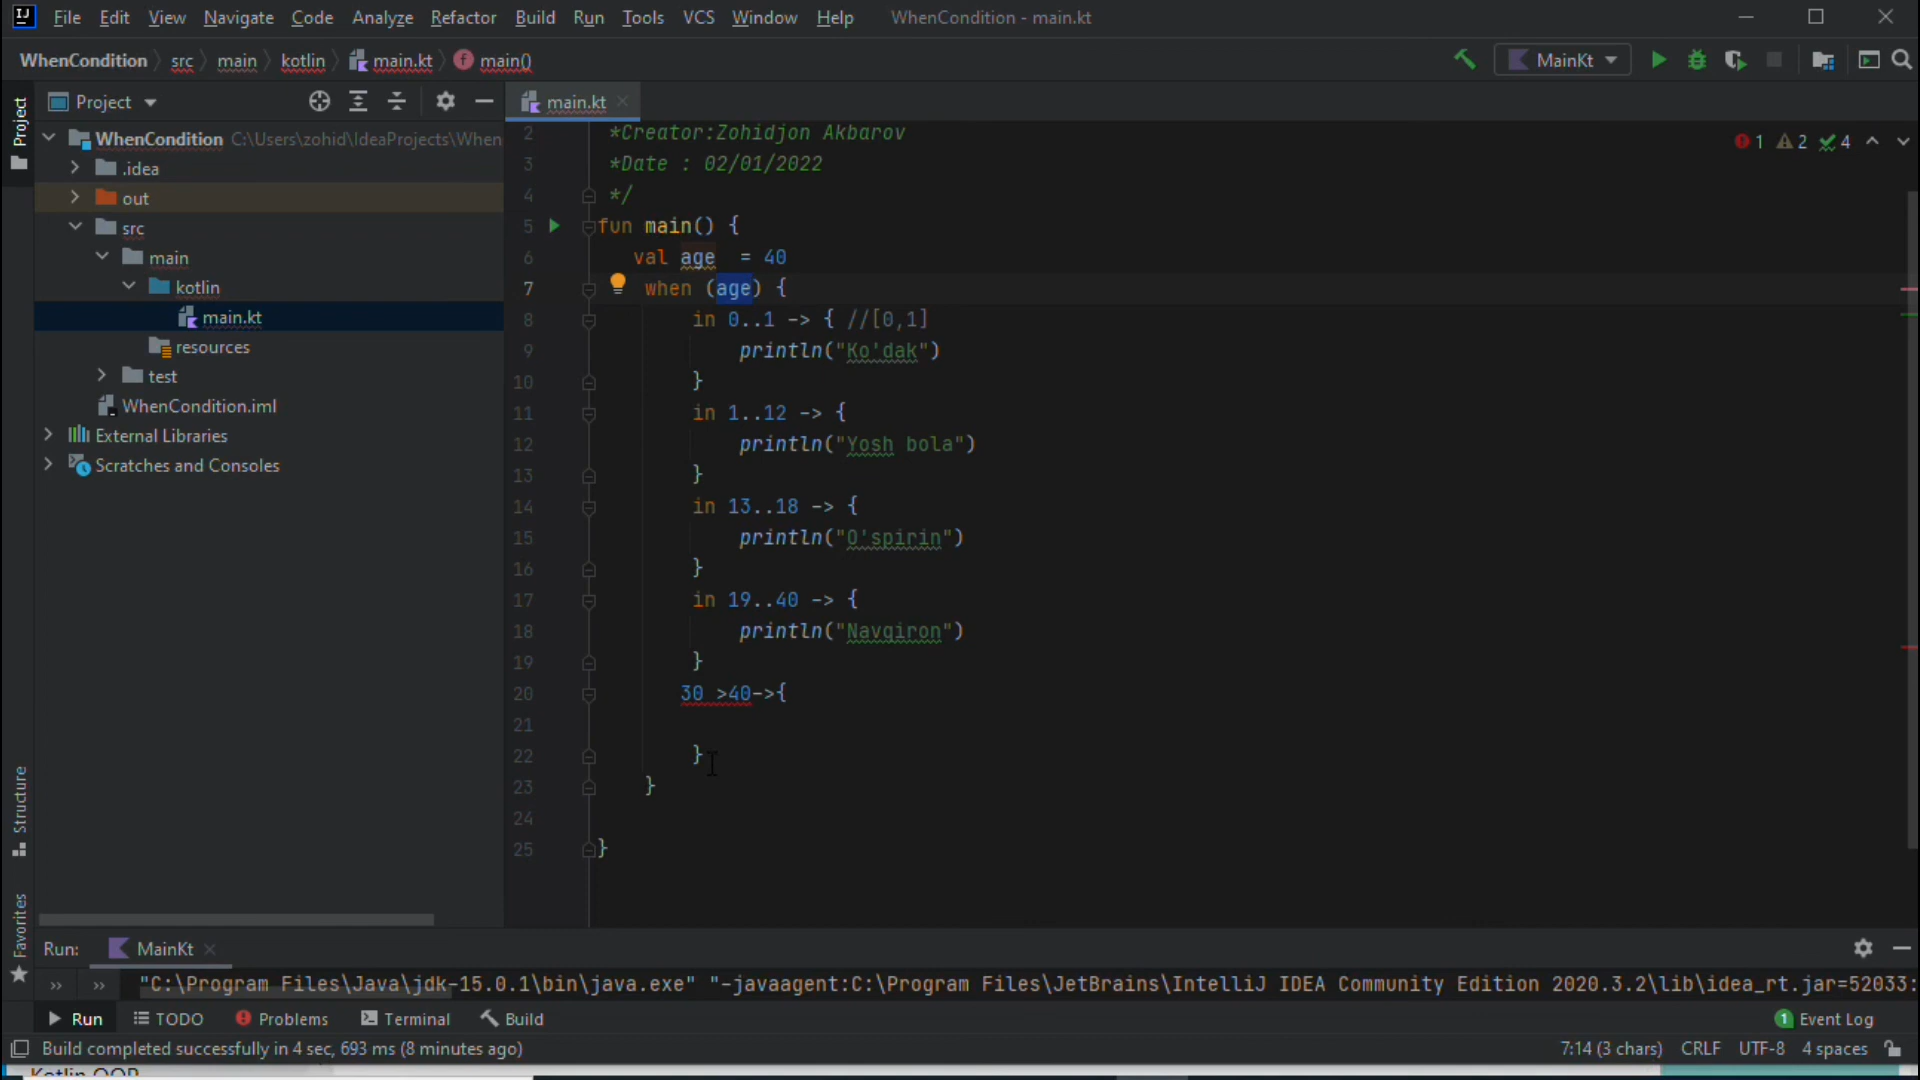 File Edit View Navigate Code Analyze Refactor Build Run Tools VCS Window Help WhenCondition - main.kt
WhenCondition src main kotlin main.kt main() MainKt
Project main.kt
Project
WhenCondition C:\Users\zohid\IdeaProjects\When
.idea
out
src
main
kotlin
main.kt
resources
test
WhenCondition.iml
External Libraries
Scratches and Consoles
Structure
Favorites
1 2 4
2 *Creator:Zohidjon Akbarov
3 *Date : 02/01/2022
4 */
5 fun main() {
6 val age = 40
7 when (age) {
8 in 0..1 -> { //[0,1]
9 println("Ko'dak")
10 }
11 in 1..12 -> {
12 println("Yosh bola")
13 }
14 in 13..18 -> {
15 println("O'spirin")
16 }
17 in 19..40 -> {
18 println("Navqiron")
19 }
20 30 >40->{
21
22 }
23 }
24
25 }
Run: MainKt
"C:\Program Files\Java\jdk-15.0.1\bin\java.exe" "-javaagent:C:\Program Files\JetBrains\IntelliJ IDEA Community Edition 2020.3.2\lib\idea_rt.jar=52033:
Run TODO Problems Terminal Build 1 Event Log
Build completed successfully in 4 sec, 693 ms (8 minutes ago) 7:14 (3 chars) CRLF UTF-8 4 spaces
Kotlin OOP